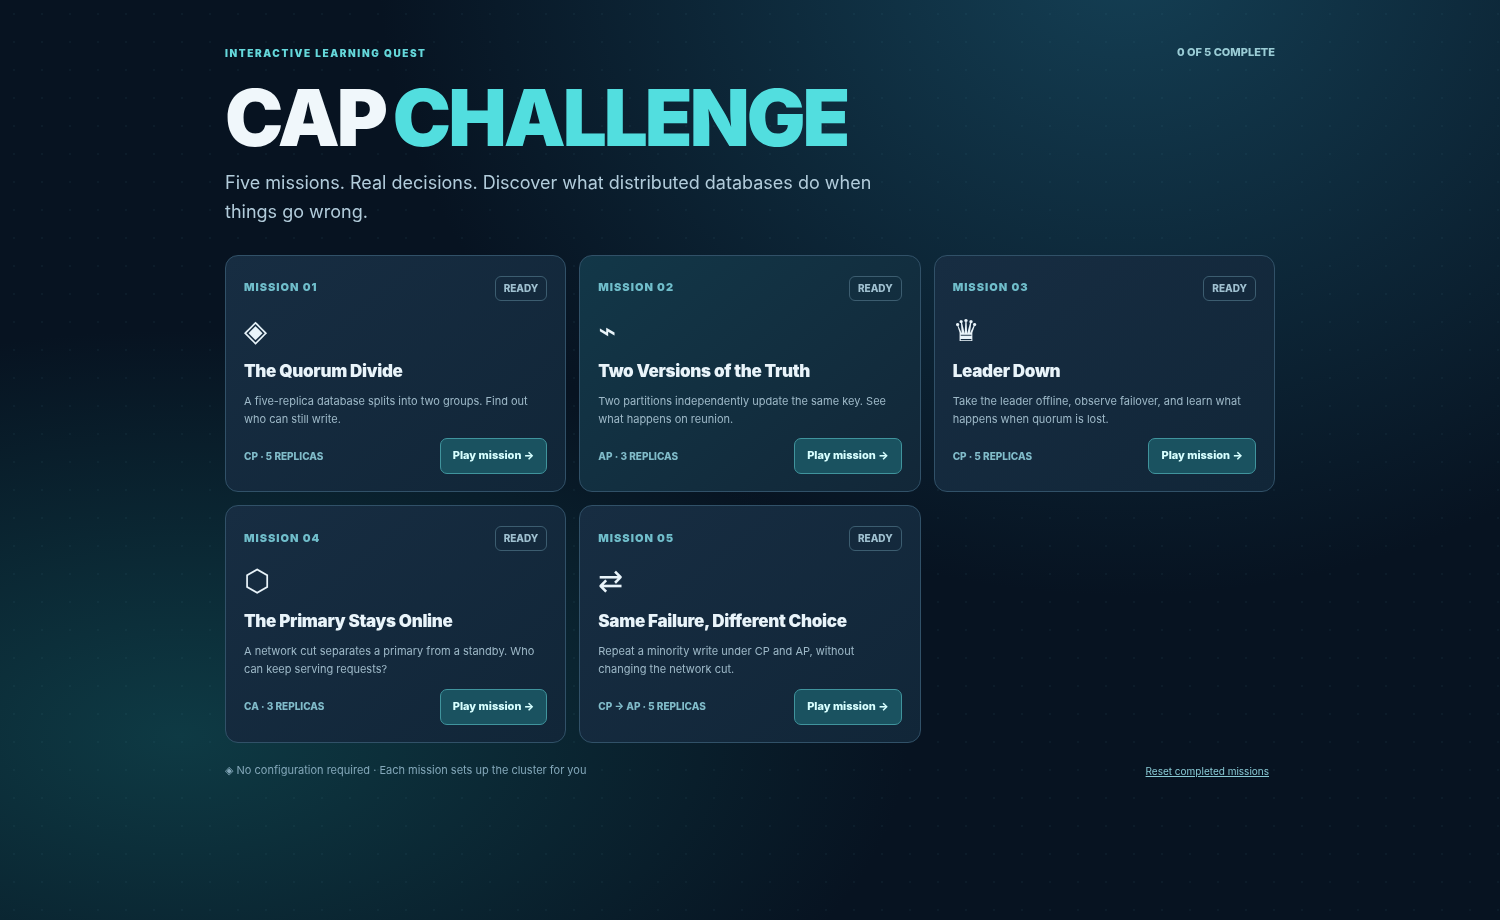 INTERACTIVE LEARNING QUEST
0 OF 5 COMPLETE
CAP CHALLENGE
Five missions. Real decisions. Discover what distributed databases do when
things go wrong.
MISSION 01
READY
The Quorum Divide
A five-replica database splits into two groups. Find out
who can still write.
CP · 5 REPLICAS
Play mission →
MISSION 02
READY
Two Versions of the Truth
Two partitions independently update the same key. See
what happens on reunion.
AP · 3 REPLICAS
Play mission →
MISSION 03
READY
Leader Down
Take the leader offline, observe failover, and learn what
happens when quorum is lost.
CP · 5 REPLICAS
Play mission →
MISSION 04
READY
The Primary Stays Online
A network cut separates a primary from a standby. Who
can keep serving requests?
CA · 3 REPLICAS
Play mission →
MISSION 05
READY
Same Failure, Different Choice
Repeat a minority write under CP and AP, without
changing the network cut.
CP → AP · 5 REPLICAS
Play mission →
◈ No configuration required · Each mission sets up the cluster for you
Reset completed missions